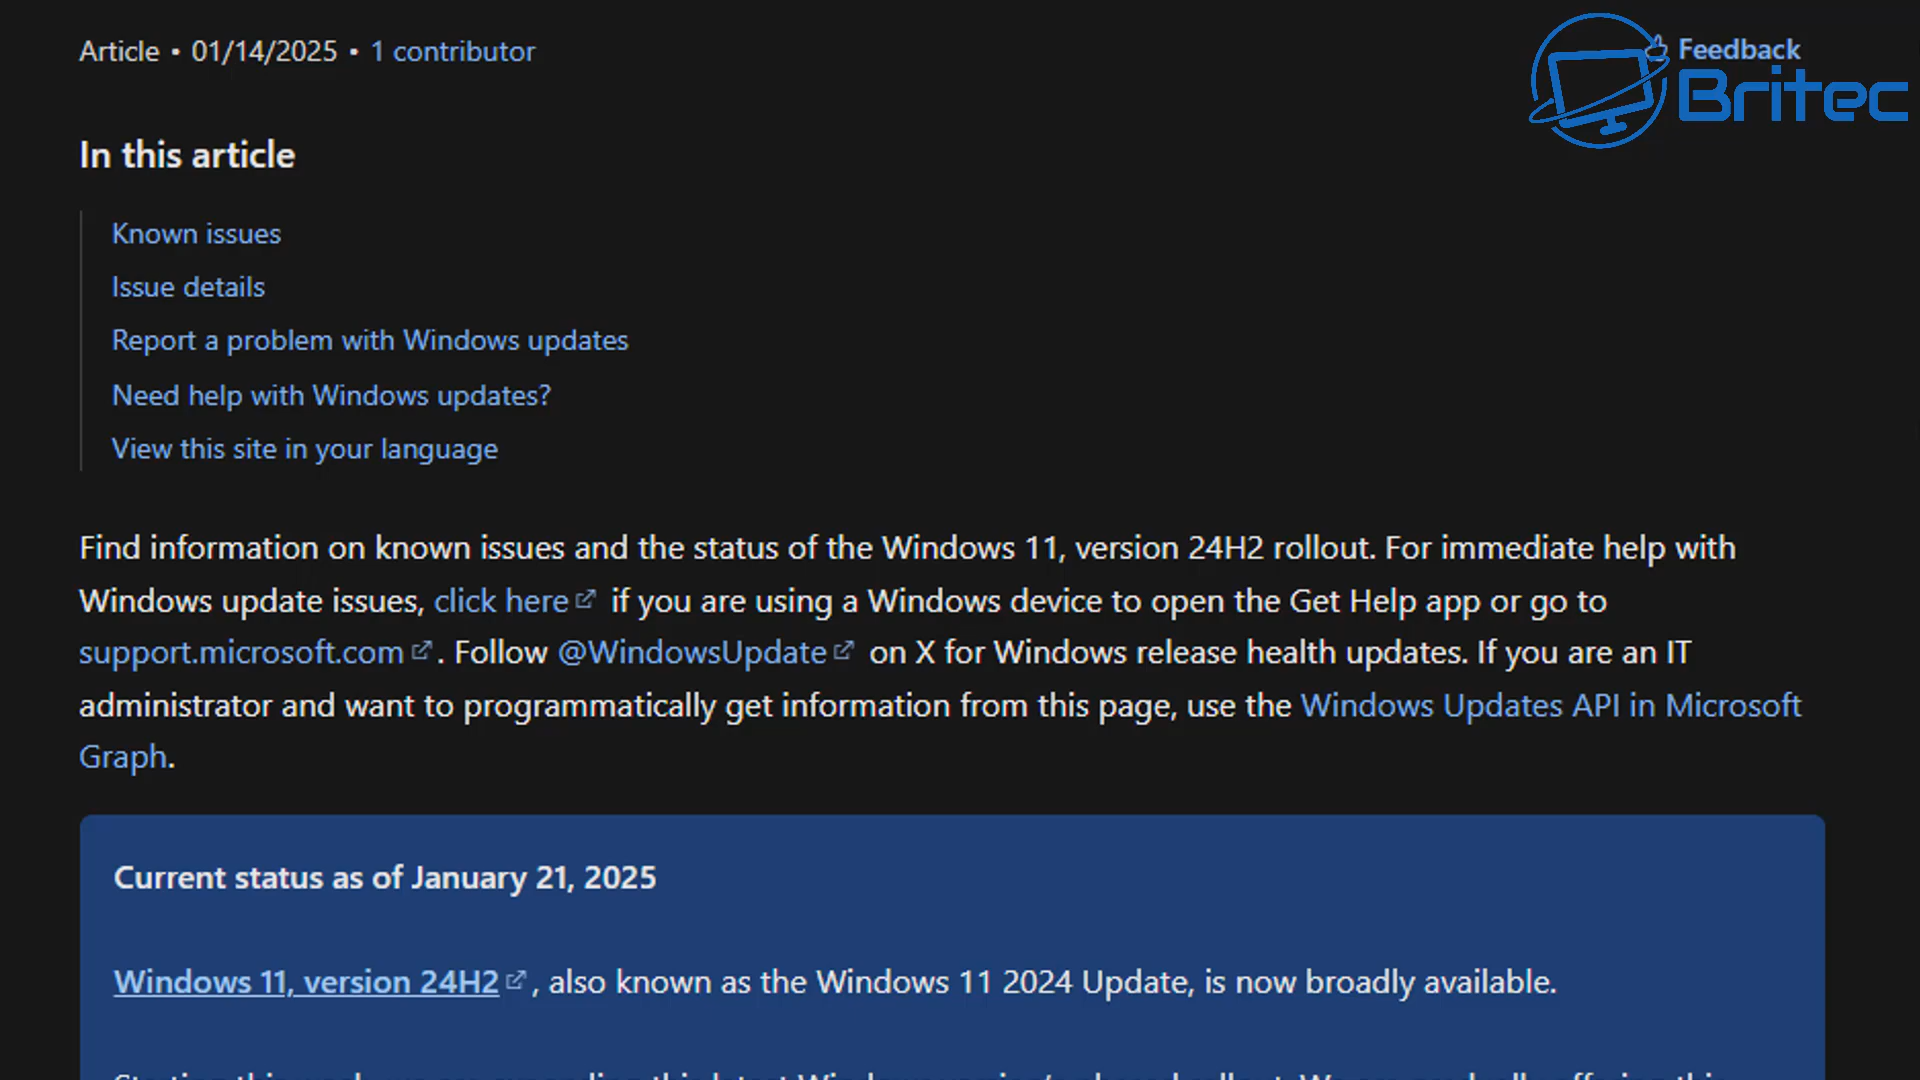 Article • 01/14/2025 • 1 contributor
Feedback
Britec
In this article
Known issues
Issue details
Report a problem with Windows updates
Need help with Windows updates?
View this site in your language
Find information on known issues and the status of the Windows 11, version 24H2 rollout. For immediate help with
Windows update issues, click here if you are using a Windows device to open the Get Help app or go to
support.microsoft.com. Follow @WindowsUpdate on X for Windows release health updates. If you are an IT
administrator and want to programmatically get information from this page, use the Windows Updates API in Microsoft
Graph.
Current status as of January 21, 2025
Windows 11, version 24H2, also known as the Windows 11 2024 Update, is now broadly available.